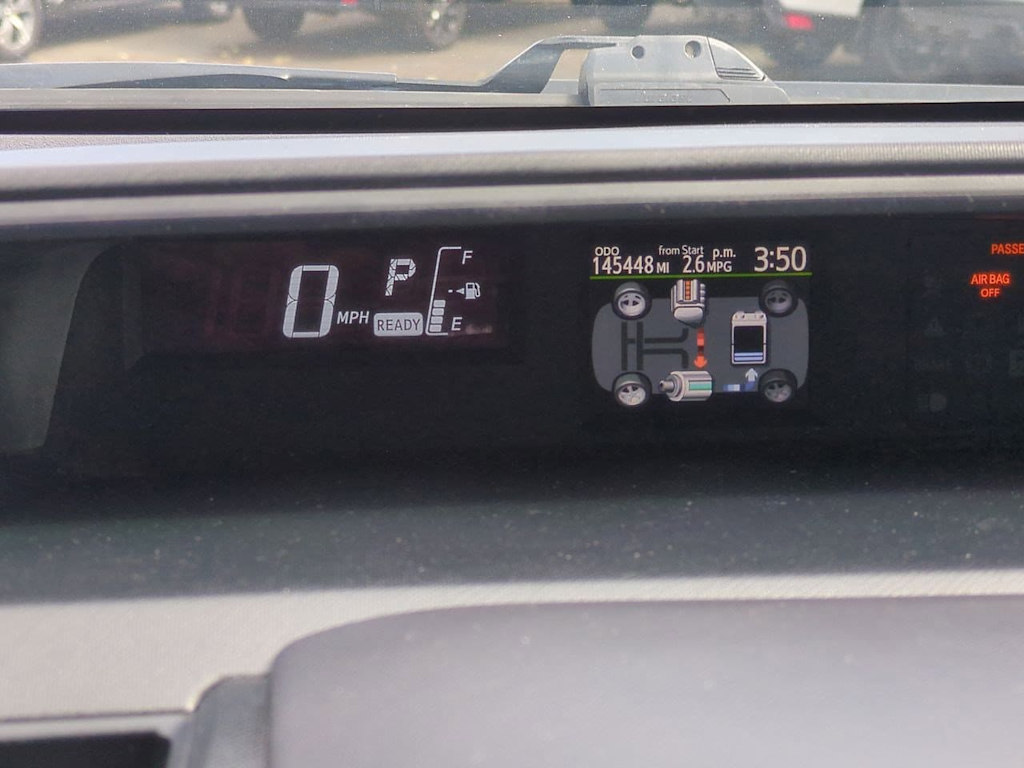 0 MPH
P
READY
F
E
ODO
145448 MI
from Start
2.6 MPG
p.m.
3:50
PASSE
AIR BAG
OFF